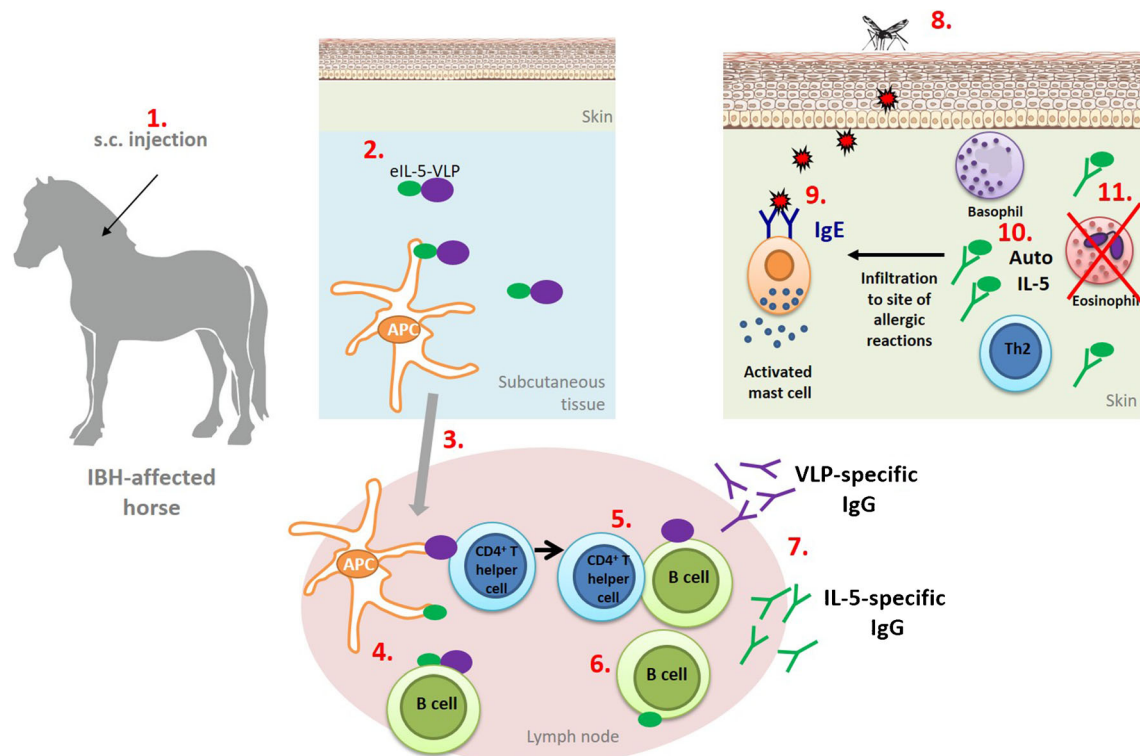 1.
s.c. injection
IBH-affected
horse
Skin
2.
eIL-5-VLP
APC
Subcutaneous
tissue
3.
8.
9.
IgE
Activated
mast cell
Infiltration
to site of
allergic
reactions
Basophil
10.
Auto
IL-5
11.
Eosinophil
Th2
Skin
APC
CD4⁺ T
helper
cell
5.
CD4⁺ T
helper
cell
B cell
4.
B cell
6.
B cell
Lymph node
VLP-specific
IgG
7.
IL-5-specific
IgG